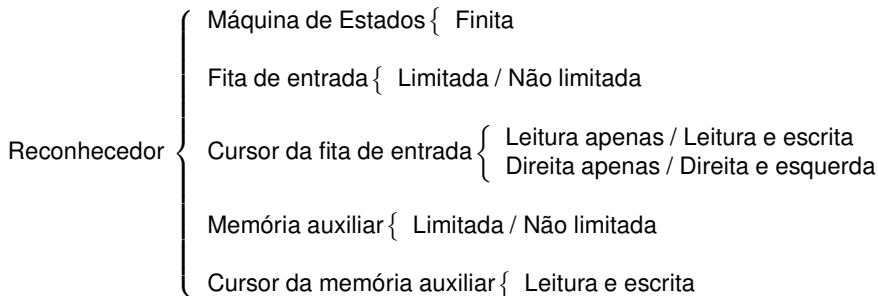 Máquina de Estados { Finita
Fita de entrada { Limitada / Não limitada
Leitura apenas / Leitura e escrita
Reconhecedor { Cursor da fita de entrada {
Direita apenas / Direita e esquerda
Memória auxiliar { Limitada / Não limitada
Cursor da memória auxiliar { Leitura e escrita